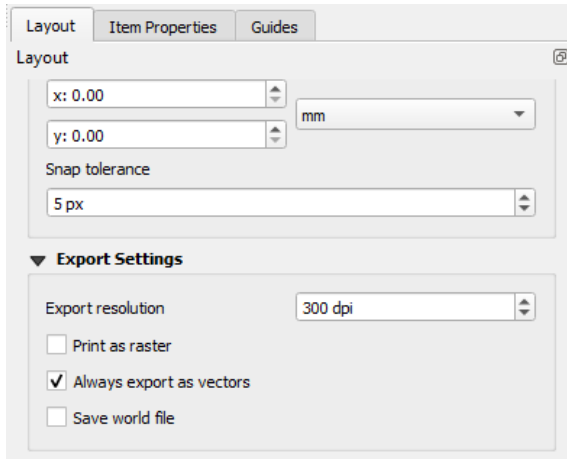 Layout Item Properties Guides
Layout
x: 0.00
mm
y: 0.00
Snap tolerance
5 px
Export Settings
Export resolution 300 dpi
Print as raster
Always export as vectors
Save world file